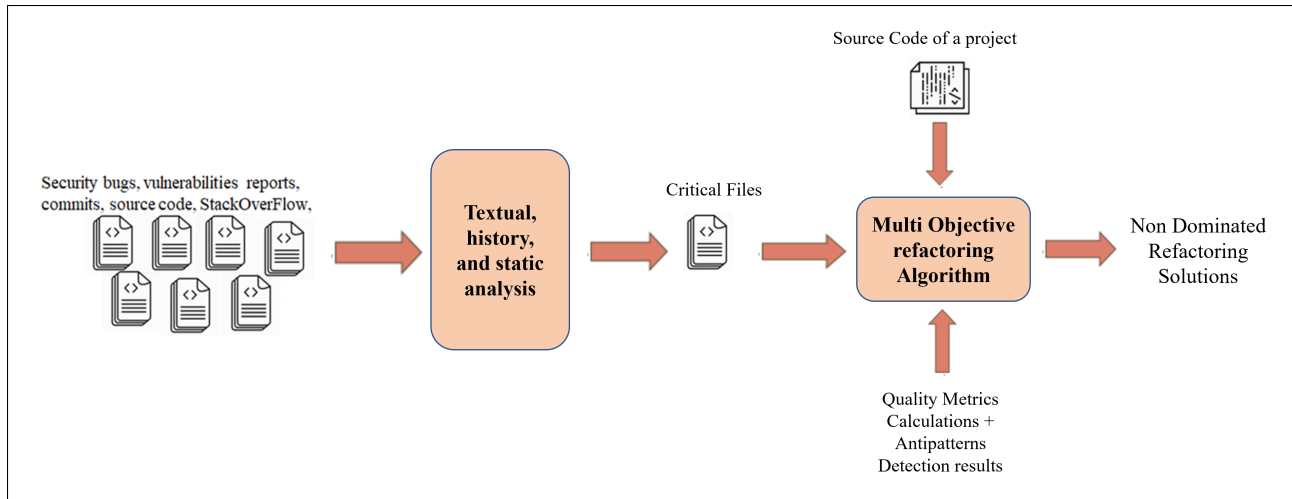 Source Code of a project
Security bugs, vulnerabilities reports,
commits, source code, StackOverFlow,
Textual,
history,
and static
analysis
Critical Files
Multi Objective
refactoring
Algorithm
Non Dominated
Refactoring
Solutions
Quality Metrics
Calculations +
Antipatterns
Detection results